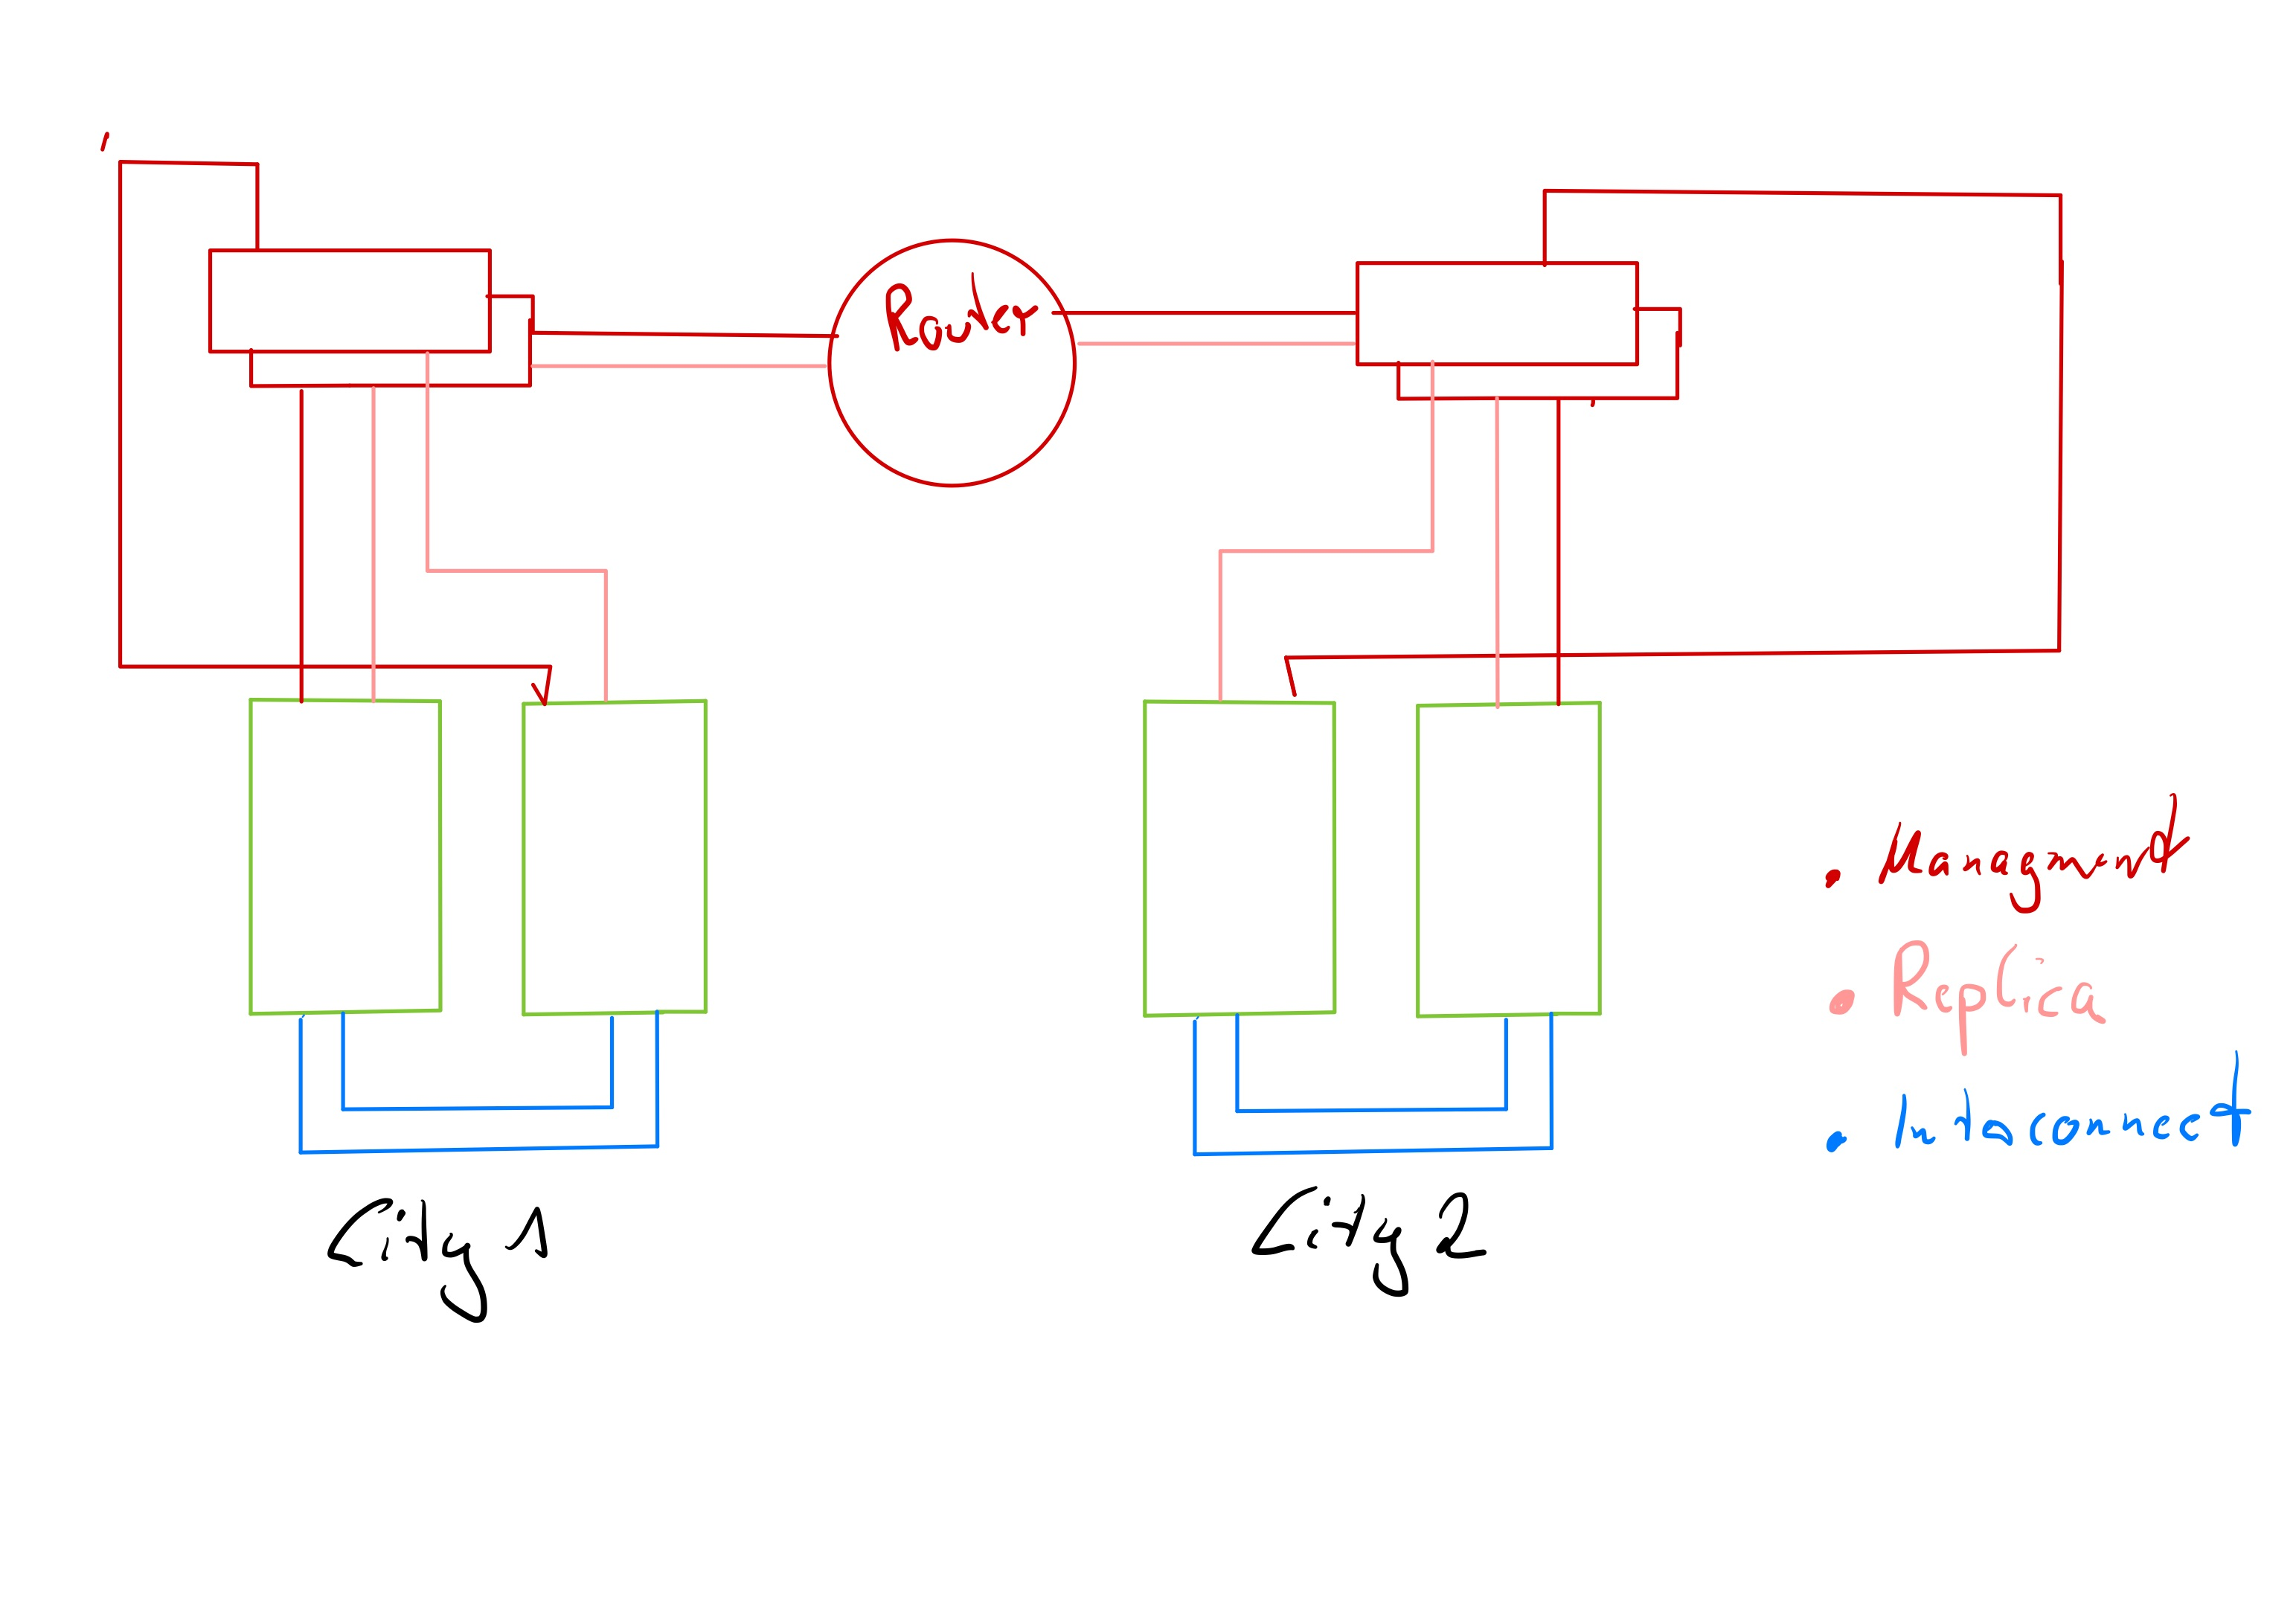 Router
Managment
Replica
Interconnect
City 1
City 2